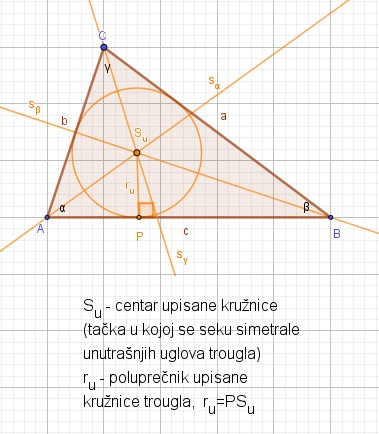 C
γ
s_α
s_β
b
a
S_u
r_u
α
β
A
P
B
c
s_γ
S_u - centar upisane kružnice
(tačka u kojoj se seku simetrale
unutrašnjih uglova trougla)
r_u - poluprečnik upisane
kružnice trougla, r_u=PS_u